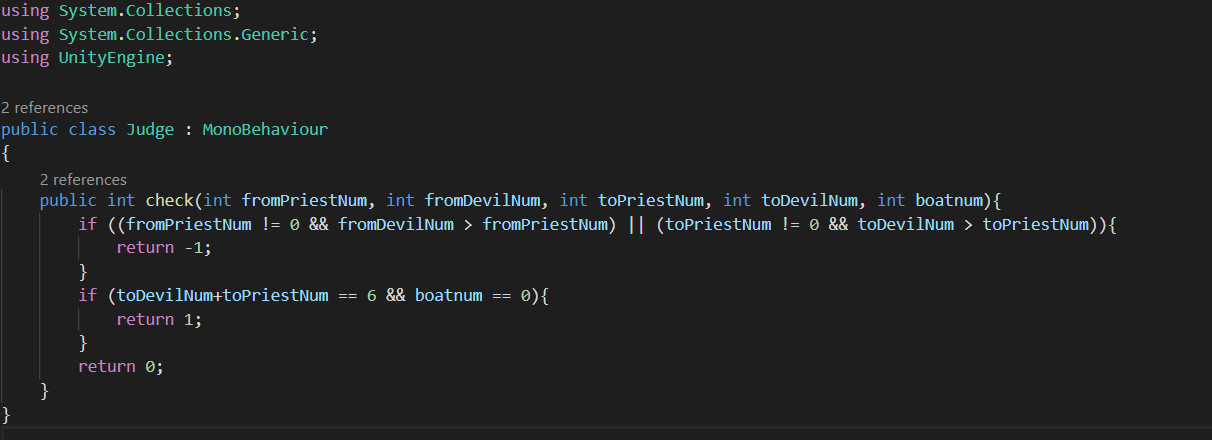 using System.Collections;
using System.Collections.Generic;
using UnityEngine;
2 references
public class Judge : MonoBehaviour
{
2 references
public int check(int fromPriestNum, int fromDevilNum, int toPriestNum, int toDevilNum, int boatnum){
if ((fromPriestNum != 0 && fromDevilNum > fromPriestNum) || (toPriestNum != 0 && toDevilNum > toPriestNum)){
return -1;
}
if (toDevilNum+toPriestNum == 6 && boatnum == 0){
return 1;
}
return 0;
}
}